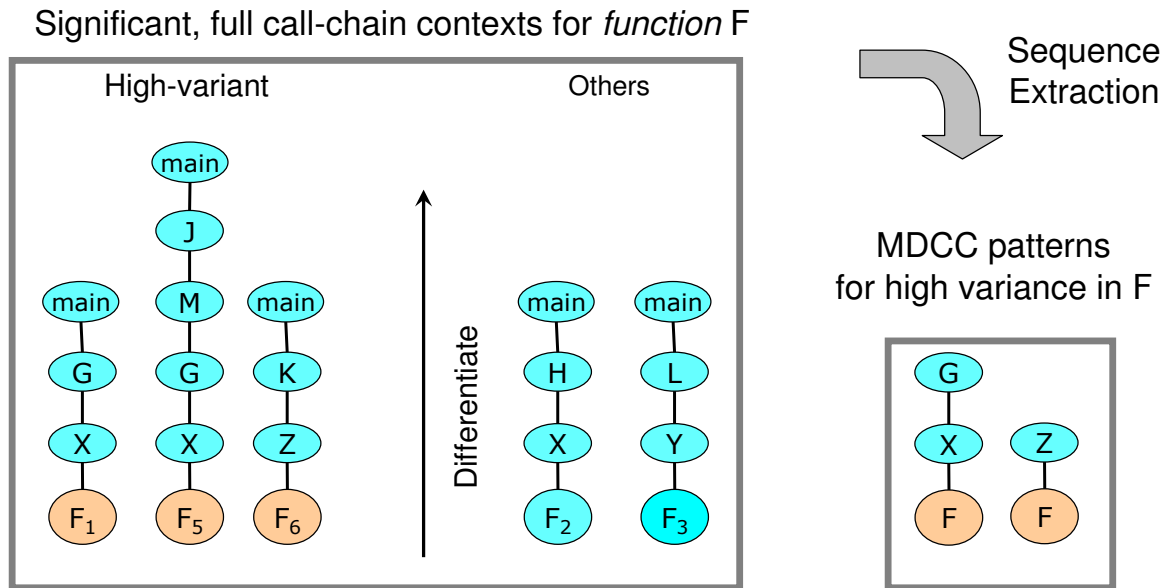 Significant, full call-chain contexts for function F
High-variant
Others
main
J
main
M
main
G
G
K
X
X
Z
F₁
F₅
F₆
Differentiate
main
main
H
L
X
Y
F₂
F₃
Sequence
Extraction
MDCC patterns
for high variance in F
G
X
Z
F
F